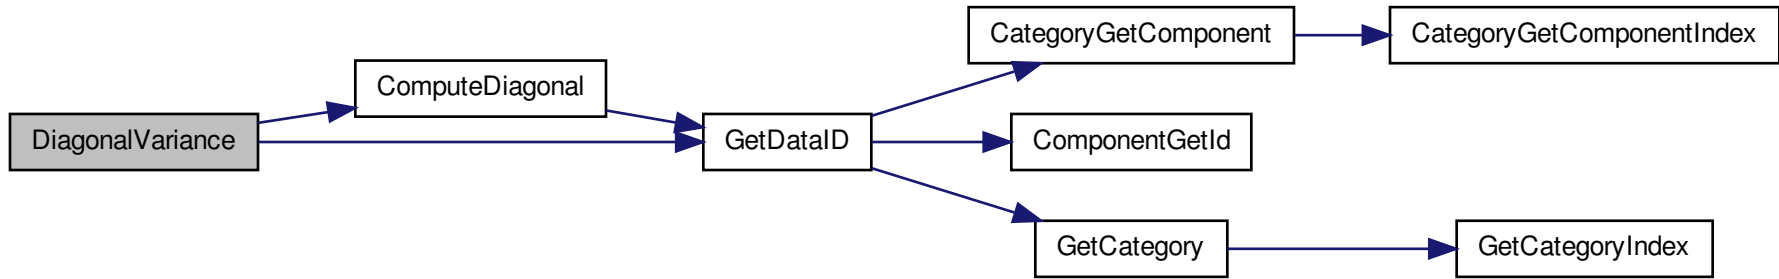 CategoryGetComponent
CategoryGetComponentIndex
ComputeDiagonal
DiagonalVariance
GetDataID
ComponentGetId
GetCategory
GetCategoryIndex